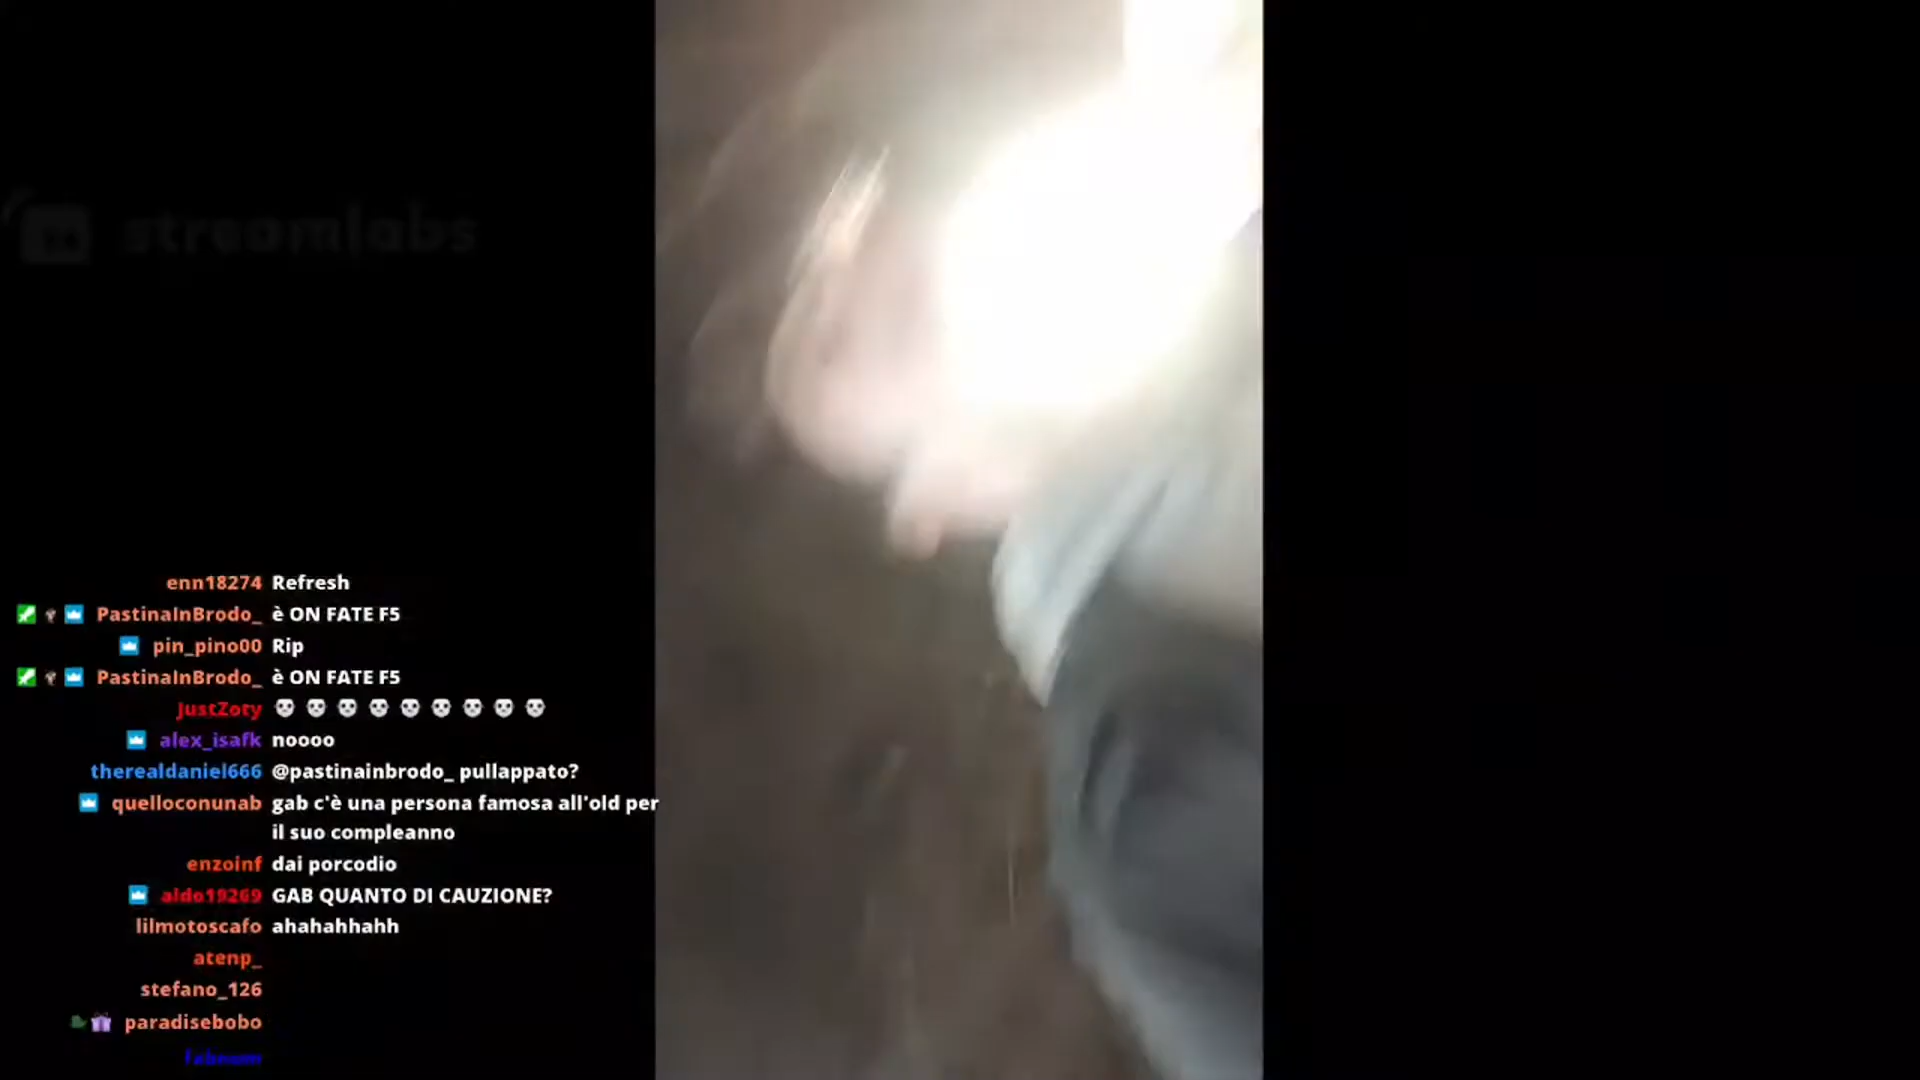 streamlabs
enn18274 Refresh
PastinaInBrodo_ è ON FATE F5
pin_pino00 Rip
PastinaInBrodo_ è ON FATE F5
JustZoty 💀 💀 💀 💀 💀 💀 💀 💀 💀
alex_isafk noooo
therealdaniel666 @pastinainbrodo_ pullappato?
quelloconunab gab c'è una persona famosa all'old per
il suo compleanno
enzoinf dai porcodio
aldo19269 GAB QUANTO DI CAUZIONE?
lilmotoscafo ahahahhahh
atenp_
stefano_126
paradisebobo